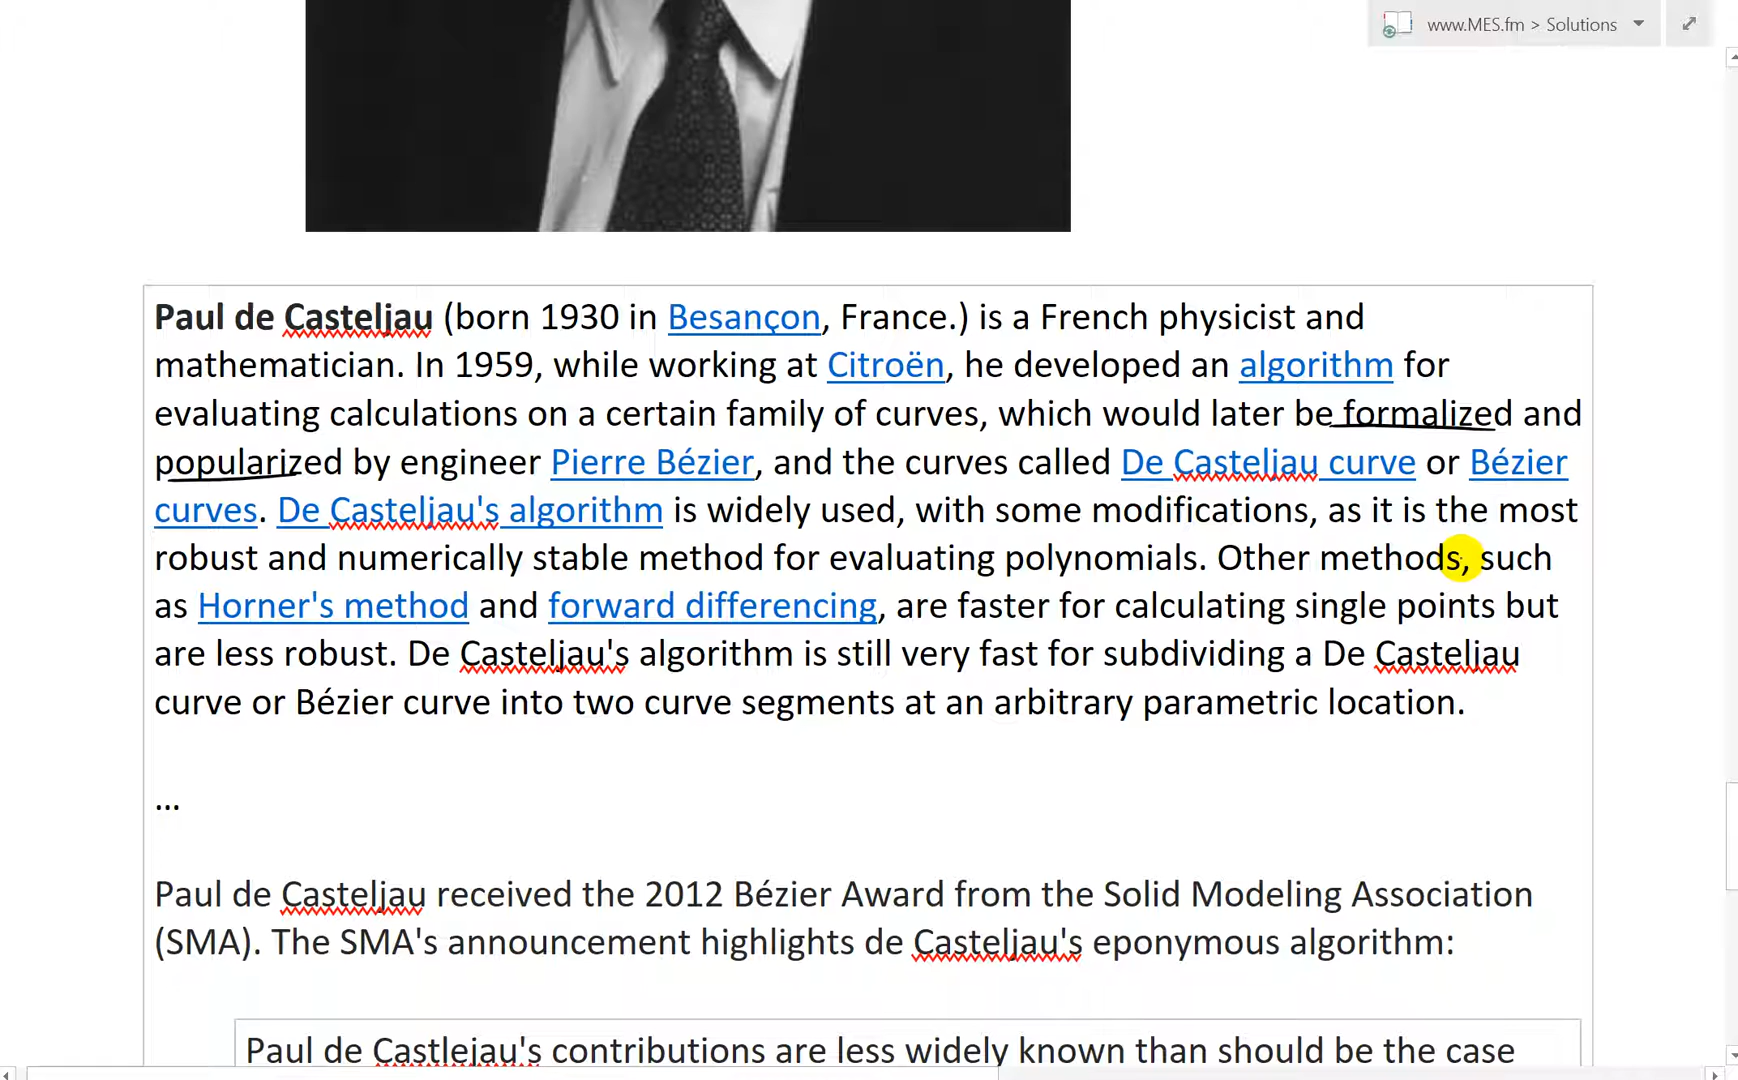 www.MES.fm > Solutions
Paul de Casteljau (born 1930 in Besançon, France.) is a French physicist and
mathematician. In 1959, while working at Citroën, he developed an algorithm for
evaluating calculations on a certain family of curves, which would later be formalized and
popularized by engineer Pierre Bézier, and the curves called De Casteljau curve or Bézier
curves. De Casteljau's algorithm is widely used, with some modifications, as it is the most
robust and numerically stable method for evaluating polynomials. Other methods, such
as Horner's method and forward differencing, are faster for calculating single points but
are less robust. De Casteljau's algorithm is still very fast for subdividing a De Casteljau
curve or Bézier curve into two curve segments at an arbitrary parametric location.
...
Paul de Casteljau received the 2012 Bézier Award from the Solid Modeling Association
(SMA). The SMA's announcement highlights de Casteljau's eponymous algorithm:
Paul de Castlejau's contributions are less widely known than should be the case